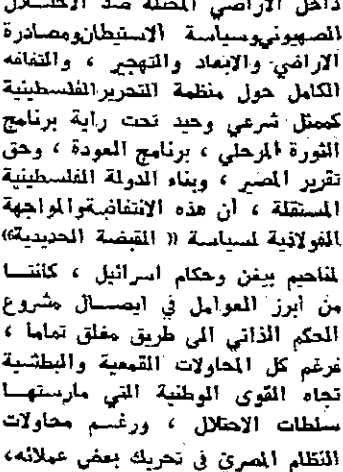 داخل الاراضي المحتلة ضد الاحتلال
الصهيوني وسياسة الاستيطان ومصادرة
الاراضي والابعاد والتهجير ، والتفافه
الكامل حول منظمة التحرير الفلسطينية
كممثل شرعي وحيد تحت راية برنامج
الثورة المرحلي ، برنامج العودة ، وحق
تقرير المصير ، وبناء الدولة الفلسطينية
المستقلة ، أن هذه الانتفاضة والمواجهة
الفولاذية لسياسة (( القبضة الحديدية))
لمناحيم بيغن وحكام اسرائيل ، كانتا
من أبرز العوامل في ايصال مشروع
الحكم الذاتي الى طريق مغلق تماما ،
فرغم كل المحاولات القمعية والبطشية
تجاه القوى الوطنية التي مارستها
سلطات الاحتلال ، ورغم محاولات
النظام المصري في تحريك بعض عملائه،